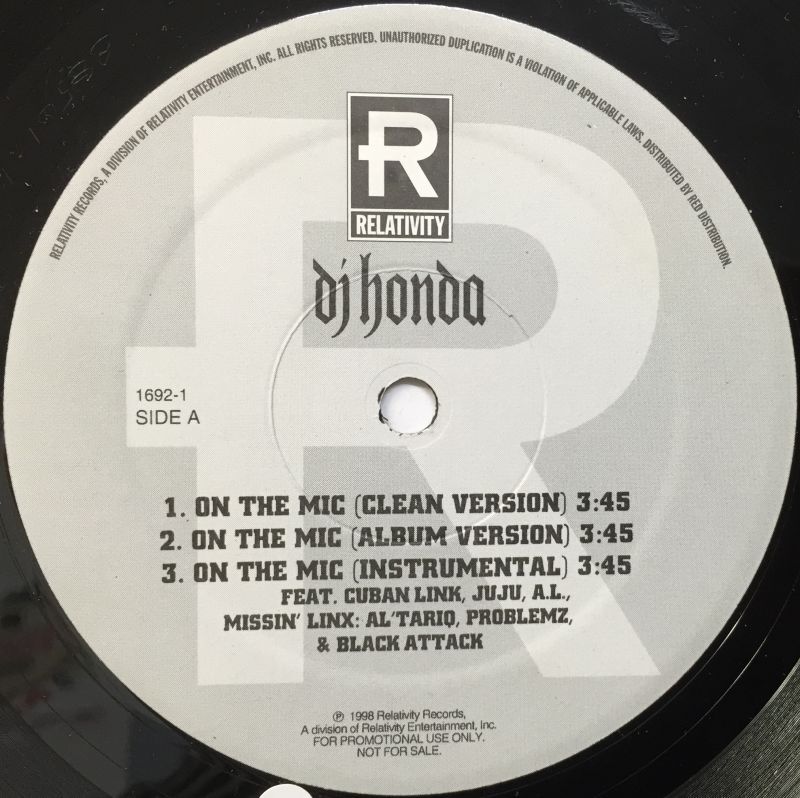 RELATIVITY RECORDS, A DIVISION OF RELATIVITY ENTERTAINMENT, INC. ALL RIGHTS RESERVED. UNAUTHORIZED DUPLICATION IS A VIOLATION OF APPLICABLE LAWS. DISTRIBUTED BY RED DISTRIBUTION.
R
RELATIVITY
dj honda
1692-1
SIDE A
1. ON THE MIC (CLEAN VERSION) 3:45
2. ON THE MIC (ALBUM VERSION) 3:45
3. ON THE MIC (INSTRUMENTAL) 3:45
FEAT. CUBAN LINK, JUJU, A.L.,
MISSIN' LINX: AL'TARIQ, PROBLEMZ,
& BLACK ATTACK
℗ 1998 Relativity Records,
A division of Relativity Entertainment, Inc.
FOR PROMOTIONAL USE ONLY.
NOT FOR SALE.